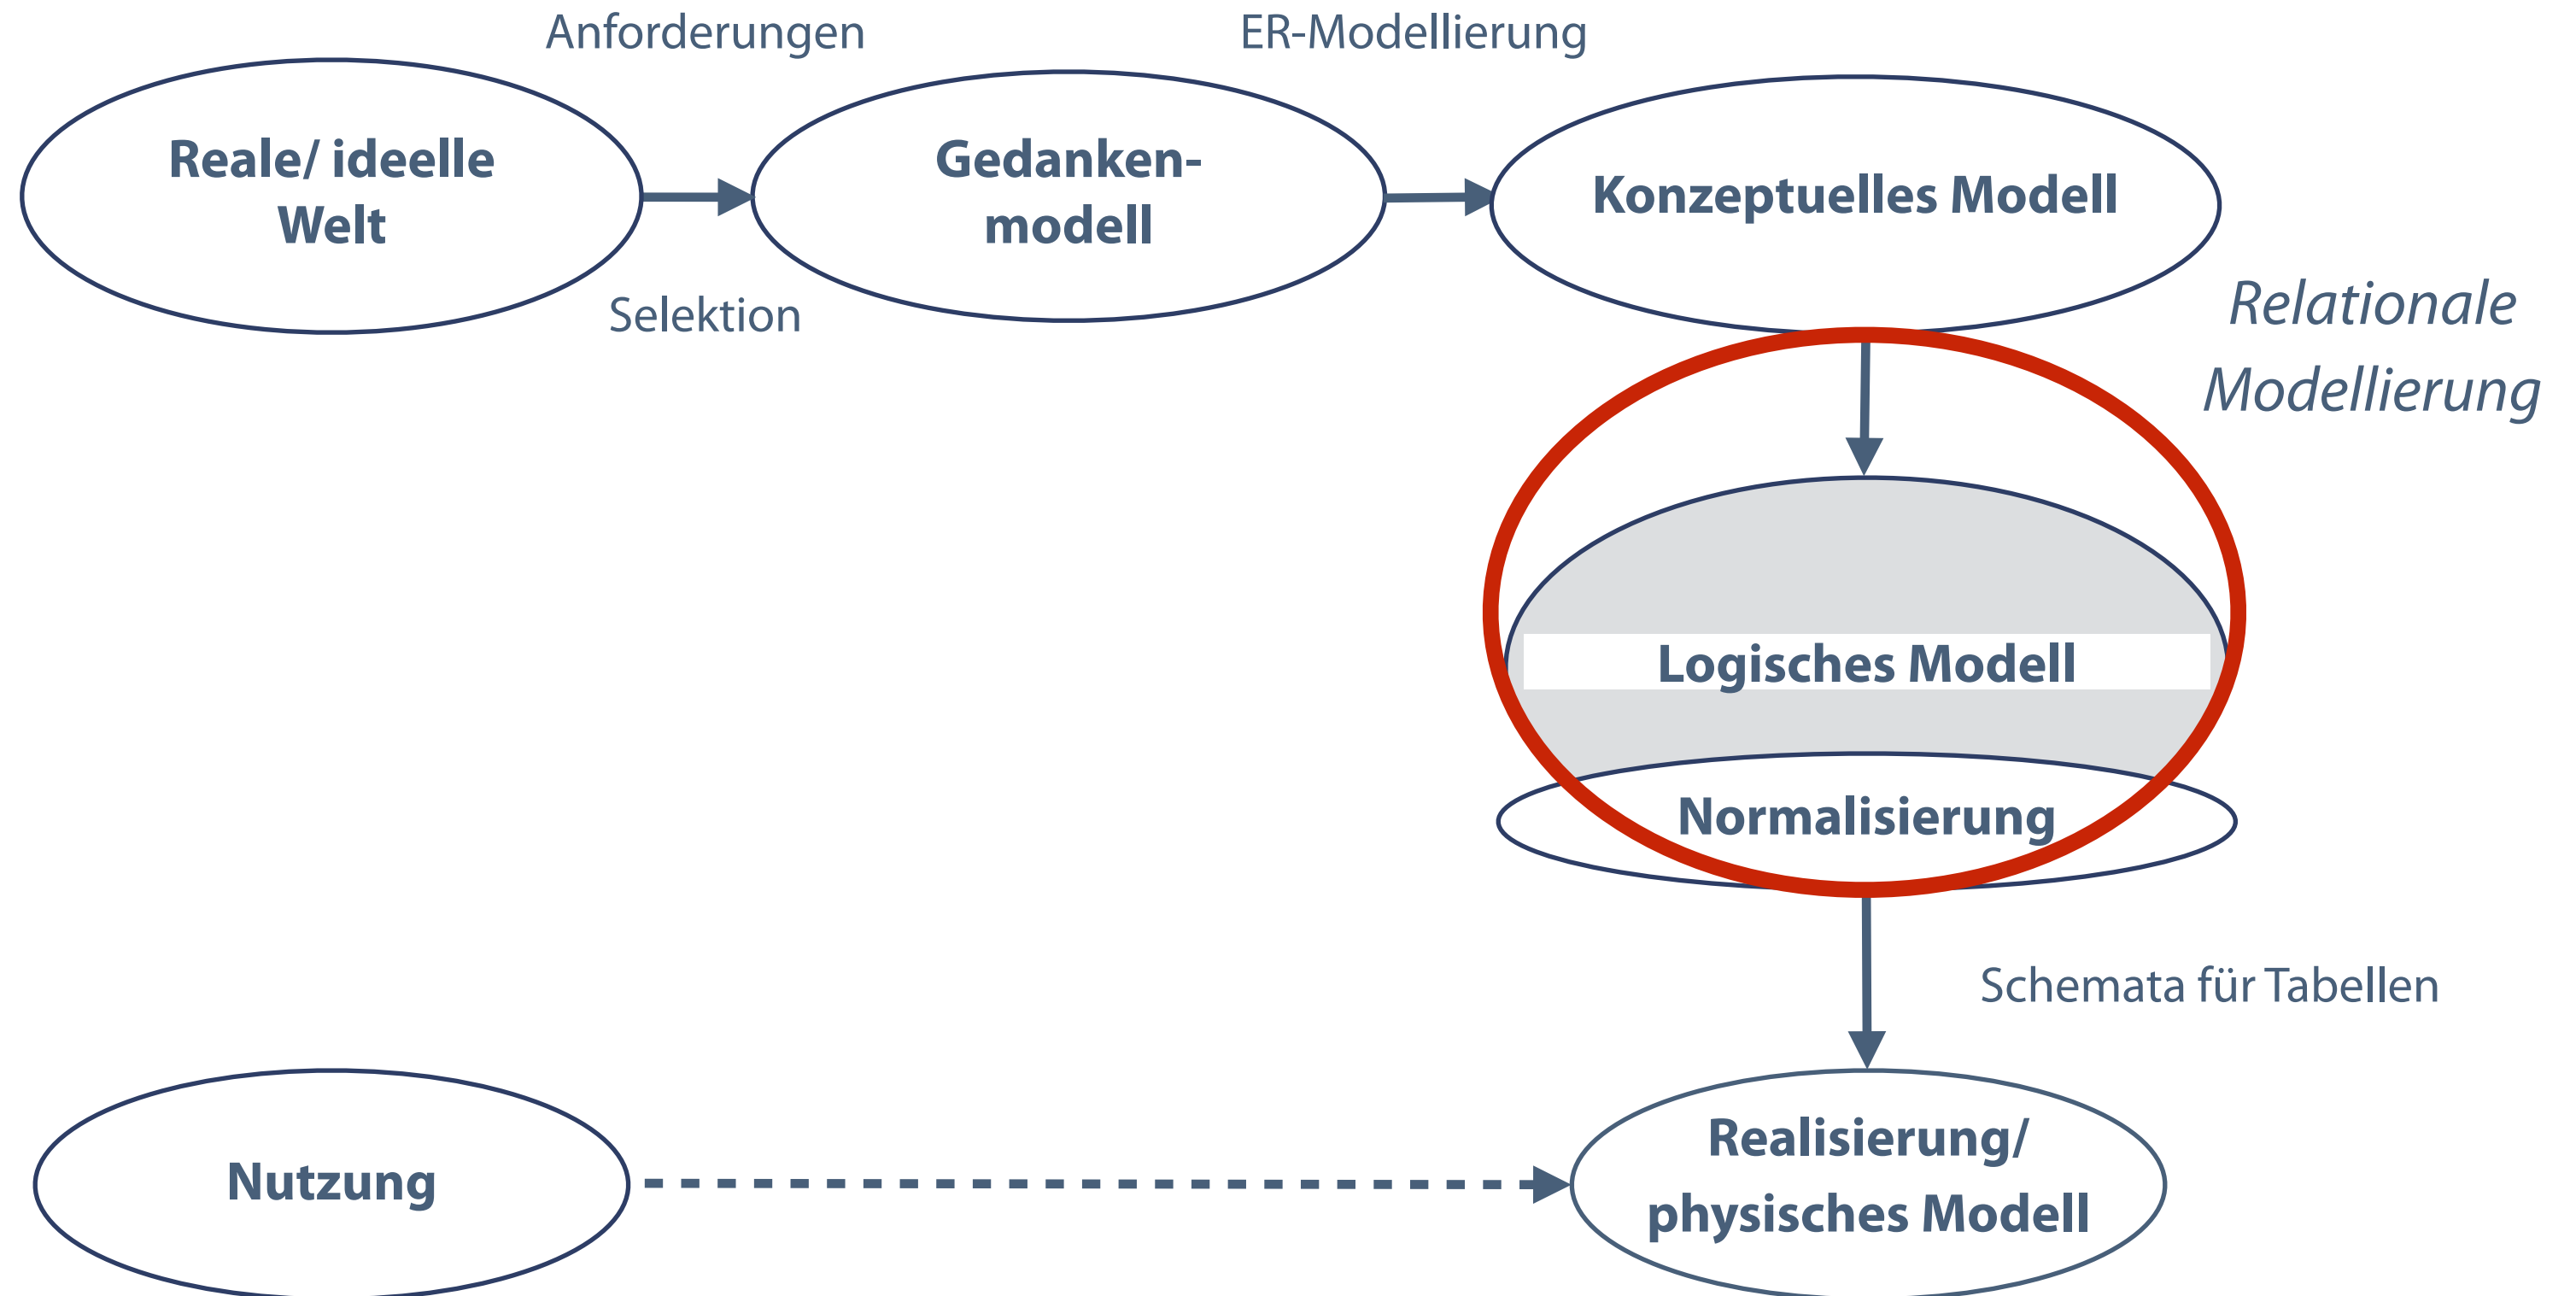 Anforderungen
ER-Modellierung
Reale/ ideelle
Welt
Gedanken-
modell
Konzeptuelles Modell
Selektion
Relationale
Modellierung
Logisches Modell
Normalisierung
Schemata für Tabellen
Nutzung
Realisierung/
physisches Modell